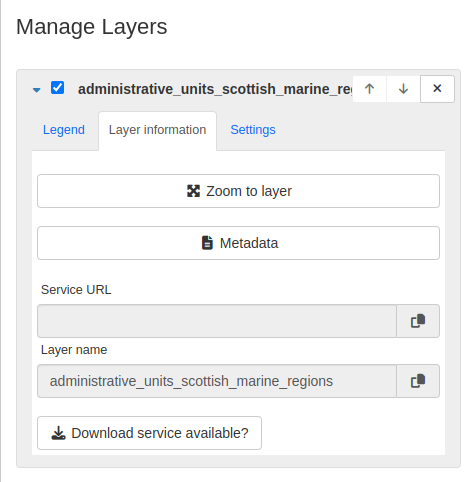 Manage Layers
administrative_units_scottish_marine_reg
Legend
Layer information
Settings
Zoom to layer
Metadata
Service URL
Layer name
administrative_units_scottish_marine_regions
Download service available?